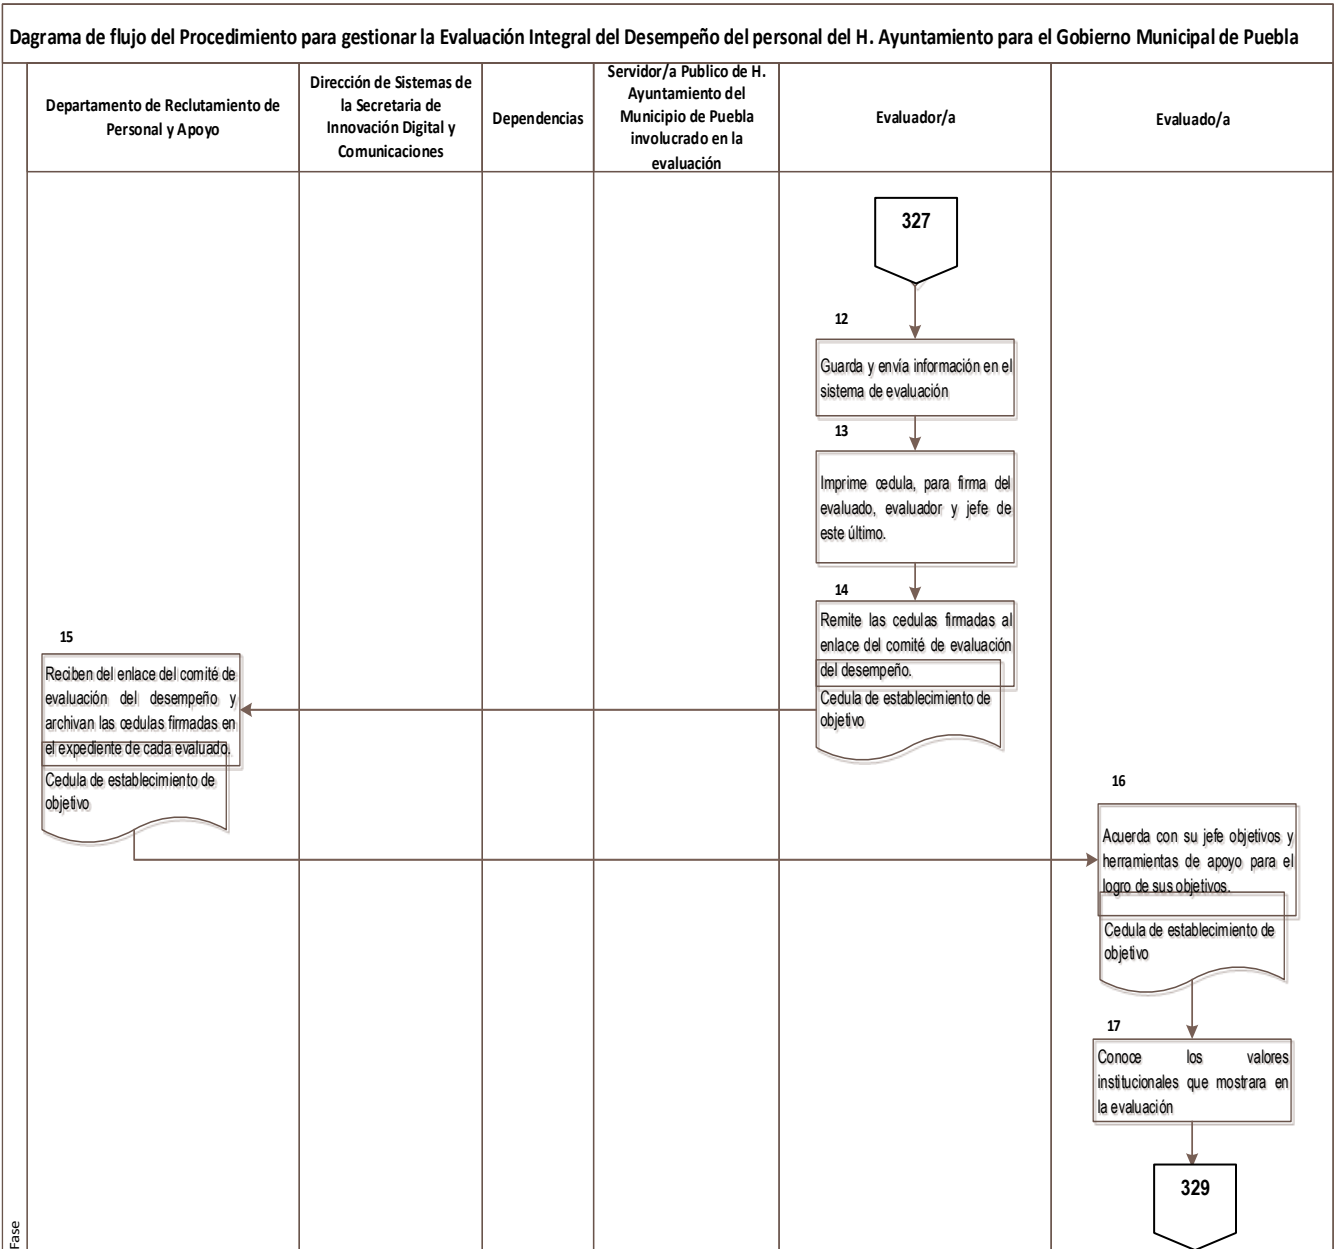 Dagrama de flujo del Procedimiento para gestionar la Evaluación Integral del Desempeño del personal del H. Ayuntamiento para el Gobierno Municipal de Puebla
Departamento de Reclutamiento de
Personal y Apoyo
Dirección de Sistemas de
la Secretaria de
Innovación Digital y
Comunicaciones
Dependencias
Servidor/a Publico de H.
Ayuntamiento del
Municipio de Puebla
involucrado en la
evaluación
Evaluador/a
Evaluado/a
327
12
Guarda y envía información en el
sistema de evaluación
13
Imprime cedula, para firma del
evaluado, evaluador y jefe de
este último.
14
Remite las cedulas firmadas al
enlace del comité de evaluación
del desempeño.
Cedula de establecimiento de
objetivo
15
Reciben del enlace del comité de
evaluación del desempeño y
archivan las cedulas firmadas en
el expediente de cada evaluado.
Cedula de establecimiento de
objetivo
16
Acuerda con su jefe objetivos y
herramientas de apoyo para el
logro de sus objetivos.
Cedula de establecimiento de
objetivo
17
Conoce los valores
institucionales que mostrara en
la evaluación
329
Fase